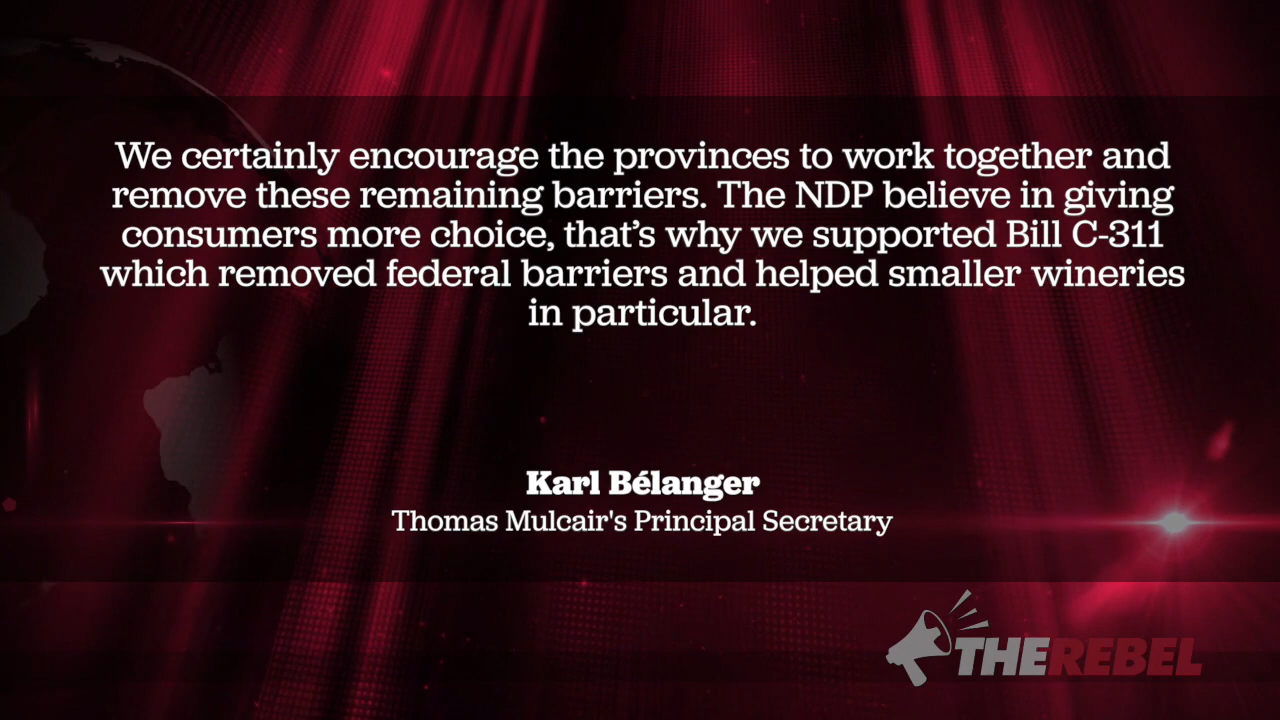 We certainly encourage the provinces to work together and
remove these remaining barriers. The NDP believe in giving
consumers more choice, that’s why we supported Bill C-311
which removed federal barriers and helped smaller wineries
in particular.
Karl Bélanger
Thomas Mulcair's Principal Secretary
THEREBEL